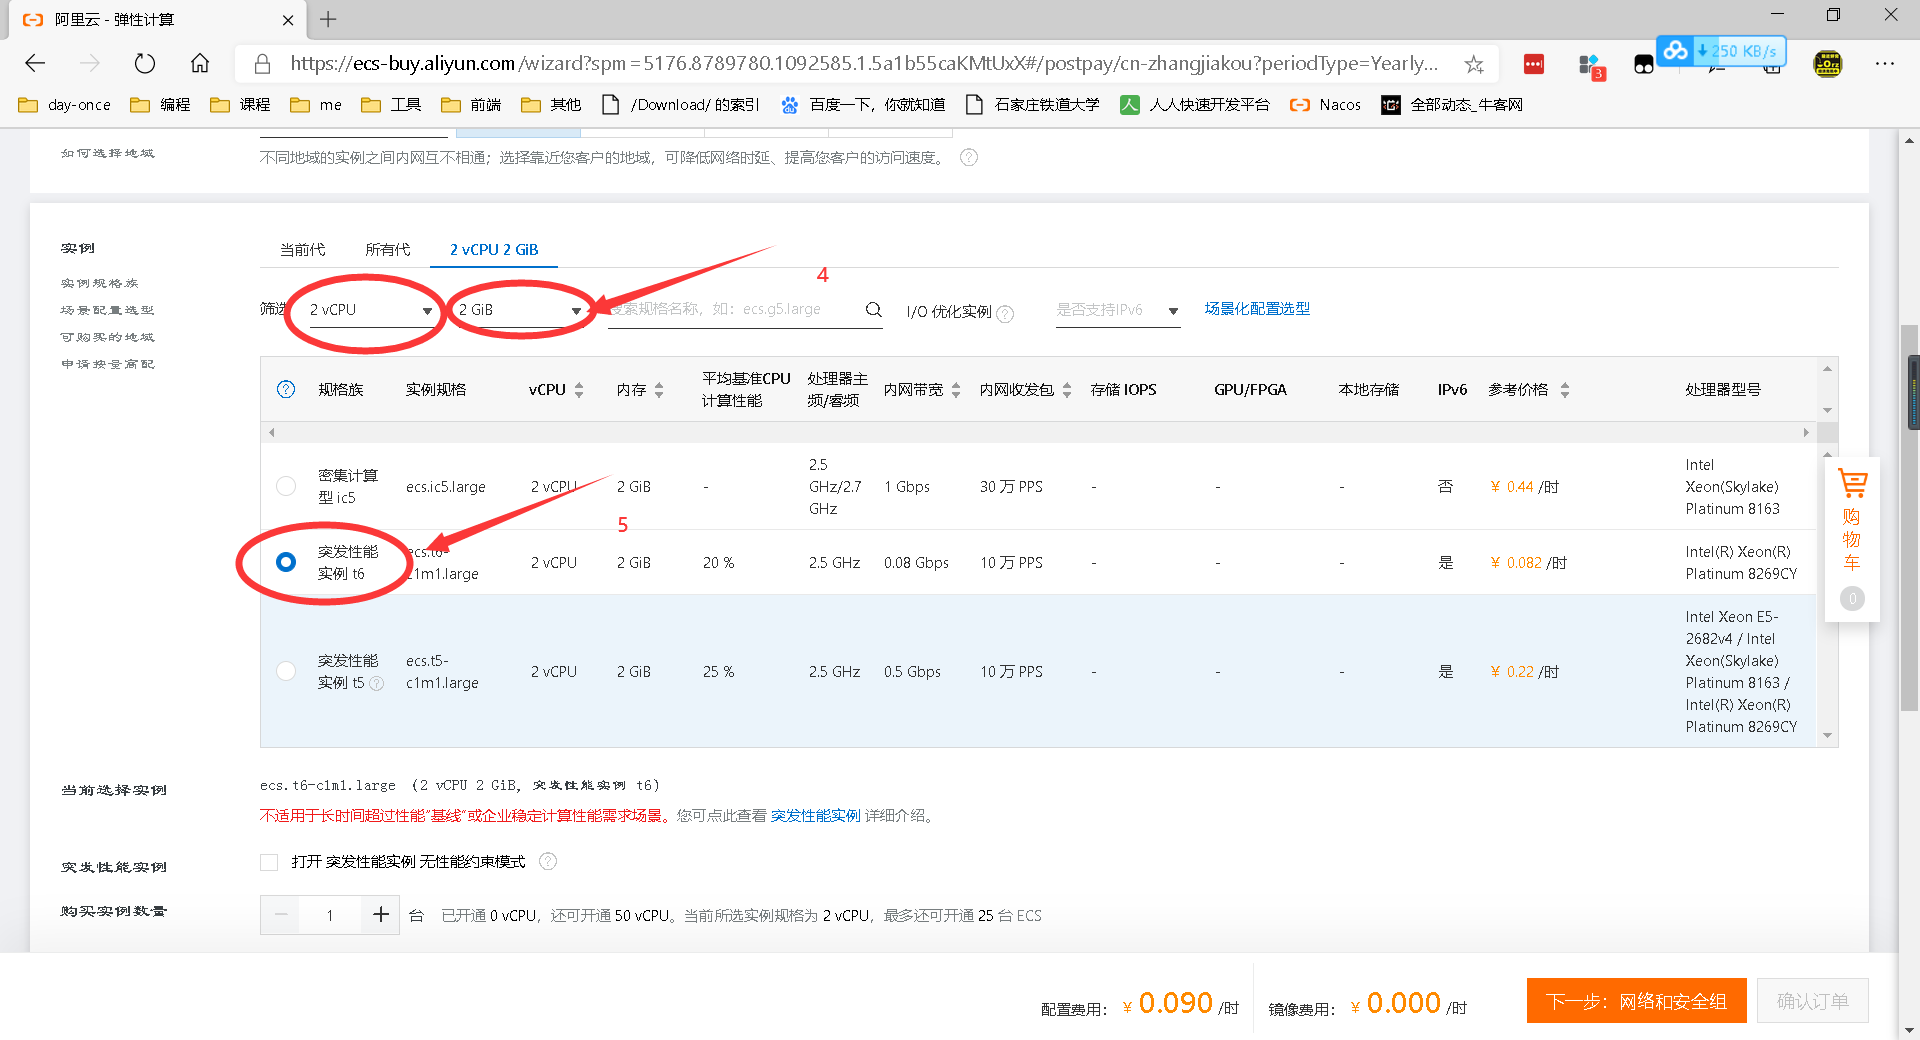 阿里云 - 弹性计算
https://ecs-buy.aliyun.com/wizard?spm=5176.8789780.1092585.1.5a1b55caKMtUxX#/postpay/cn-zhangjiakou?periodType=Yearly...
3
250 KB/s
day-once 编程 课程 me 工具 前端 其他 /Download/ 的索引 百度一下，你就知道 石家庄铁道大学 人人快速开发平台 Nacos 全部动态_牛客网
如何选择地域
不同地域的实例之间内网互不相通；选择靠近您客户的地域，可降低网络时延、提高您客户的访问速度。
实例
实例规格族
场景配置选型
可购买的地域
申请按量高配
当前代 所有代 2 vCPU 2 GiB
4
筛选 2 vCPU 2 GiB 搜索规格名称，如：ecs.g5.large I/O 优化实例 是否支持IPv6 场景化配置选型
规格族 实例规格 vCPU 内存 平均基准CPU计算性能 处理器主频/睿频 内网带宽 内网收发包 存储 IOPS GPU/FPGA 本地存储 IPv6 参考价格 处理器型号
密集计算型 ic5 ecs.ic5.large 2 vCPU 2 GiB - 2.5 GHz/2.7 GHz 1 Gbps 30 万 PPS - - - 否 ¥ 0.44 /时 Intel Xeon(Skylake) Platinum 8163
5
突发性能实例 t6 ecs.t6-c1m1.large 2 vCPU 2 GiB 20 % 2.5 GHz 0.08 Gbps 10 万 PPS - - - 是 ¥ 0.082 /时 Intel(R) Xeon(R) Platinum 8269CY
突发性能实例 t5 ecs.t5-c1m1.large 2 vCPU 2 GiB 25 % 2.5 GHz 0.5 Gbps 10 万 PPS - - - 是 ¥ 0.22 /时 Intel Xeon E5-2682v4 / Intel Xeon(Skylake) Platinum 8163 / Intel(R) Xeon(R) Platinum 8269CY
购物车
0
当前选择实例
ecs.t6-c1m1.large （2 vCPU 2 GiB, 突发性能实例 t6）
不适用于长时间超过性能"基线"或企业稳定计算性能需求场景。您可点此查看 突发性能实例 详细介绍。
突发性能实例
打开 突发性能实例 无性能约束模式
购买实例数量
1 台 已开通 0 vCPU，还可开通 50 vCPU。当前所选实例规格为 2 vCPU，最多还可开通 25 台 ECS
配置费用： ¥ 0.090 /时 镜像费用： ¥ 0.000 /时
下一步：网络和安全组
确认订单